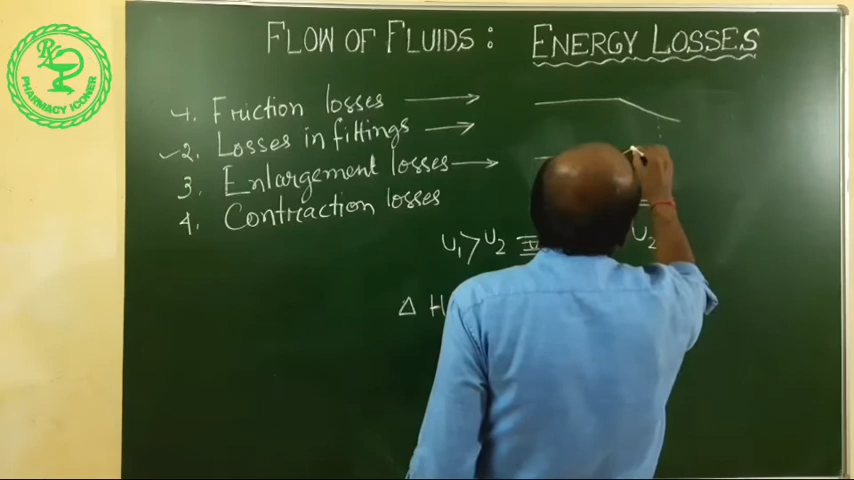 FLOW OF FLUIDS : ENERGY LOSSES
1. Friction losses
2. Losses in fittings
3. Enlargement losses
4. Contraction losses
U1 > U2
U2
Δ H
RX
PHARMACY ICONER